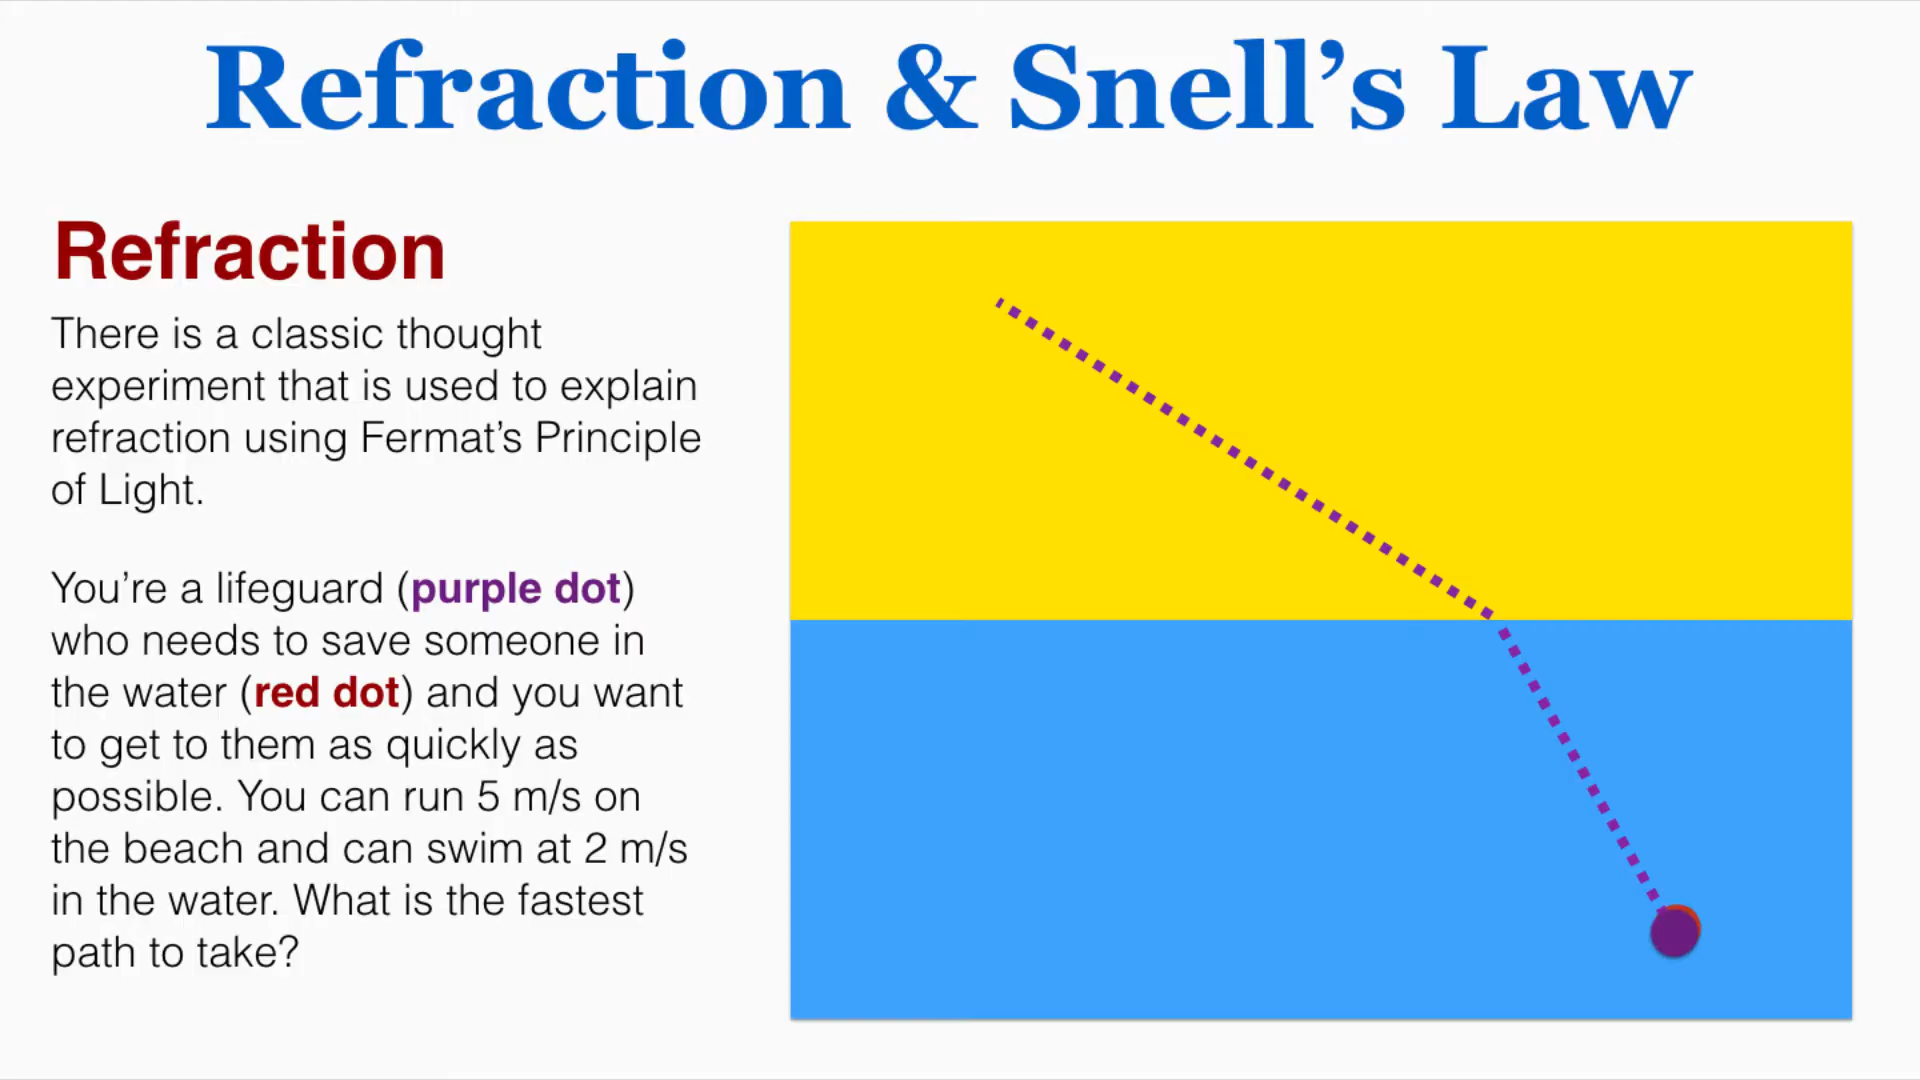 Refraction & Snell’s Law
Refraction
There is a classic thought
experiment that is used to explain
refraction using Fermat’s Principle
of Light.
You’re a lifeguard (purple dot)
who needs to save someone in
the water (red dot) and you want
to get to them as quickly as
possible. You can run 5 m/s on
the beach and can swim at 2 m/s
in the water. What is the fastest
path to take?